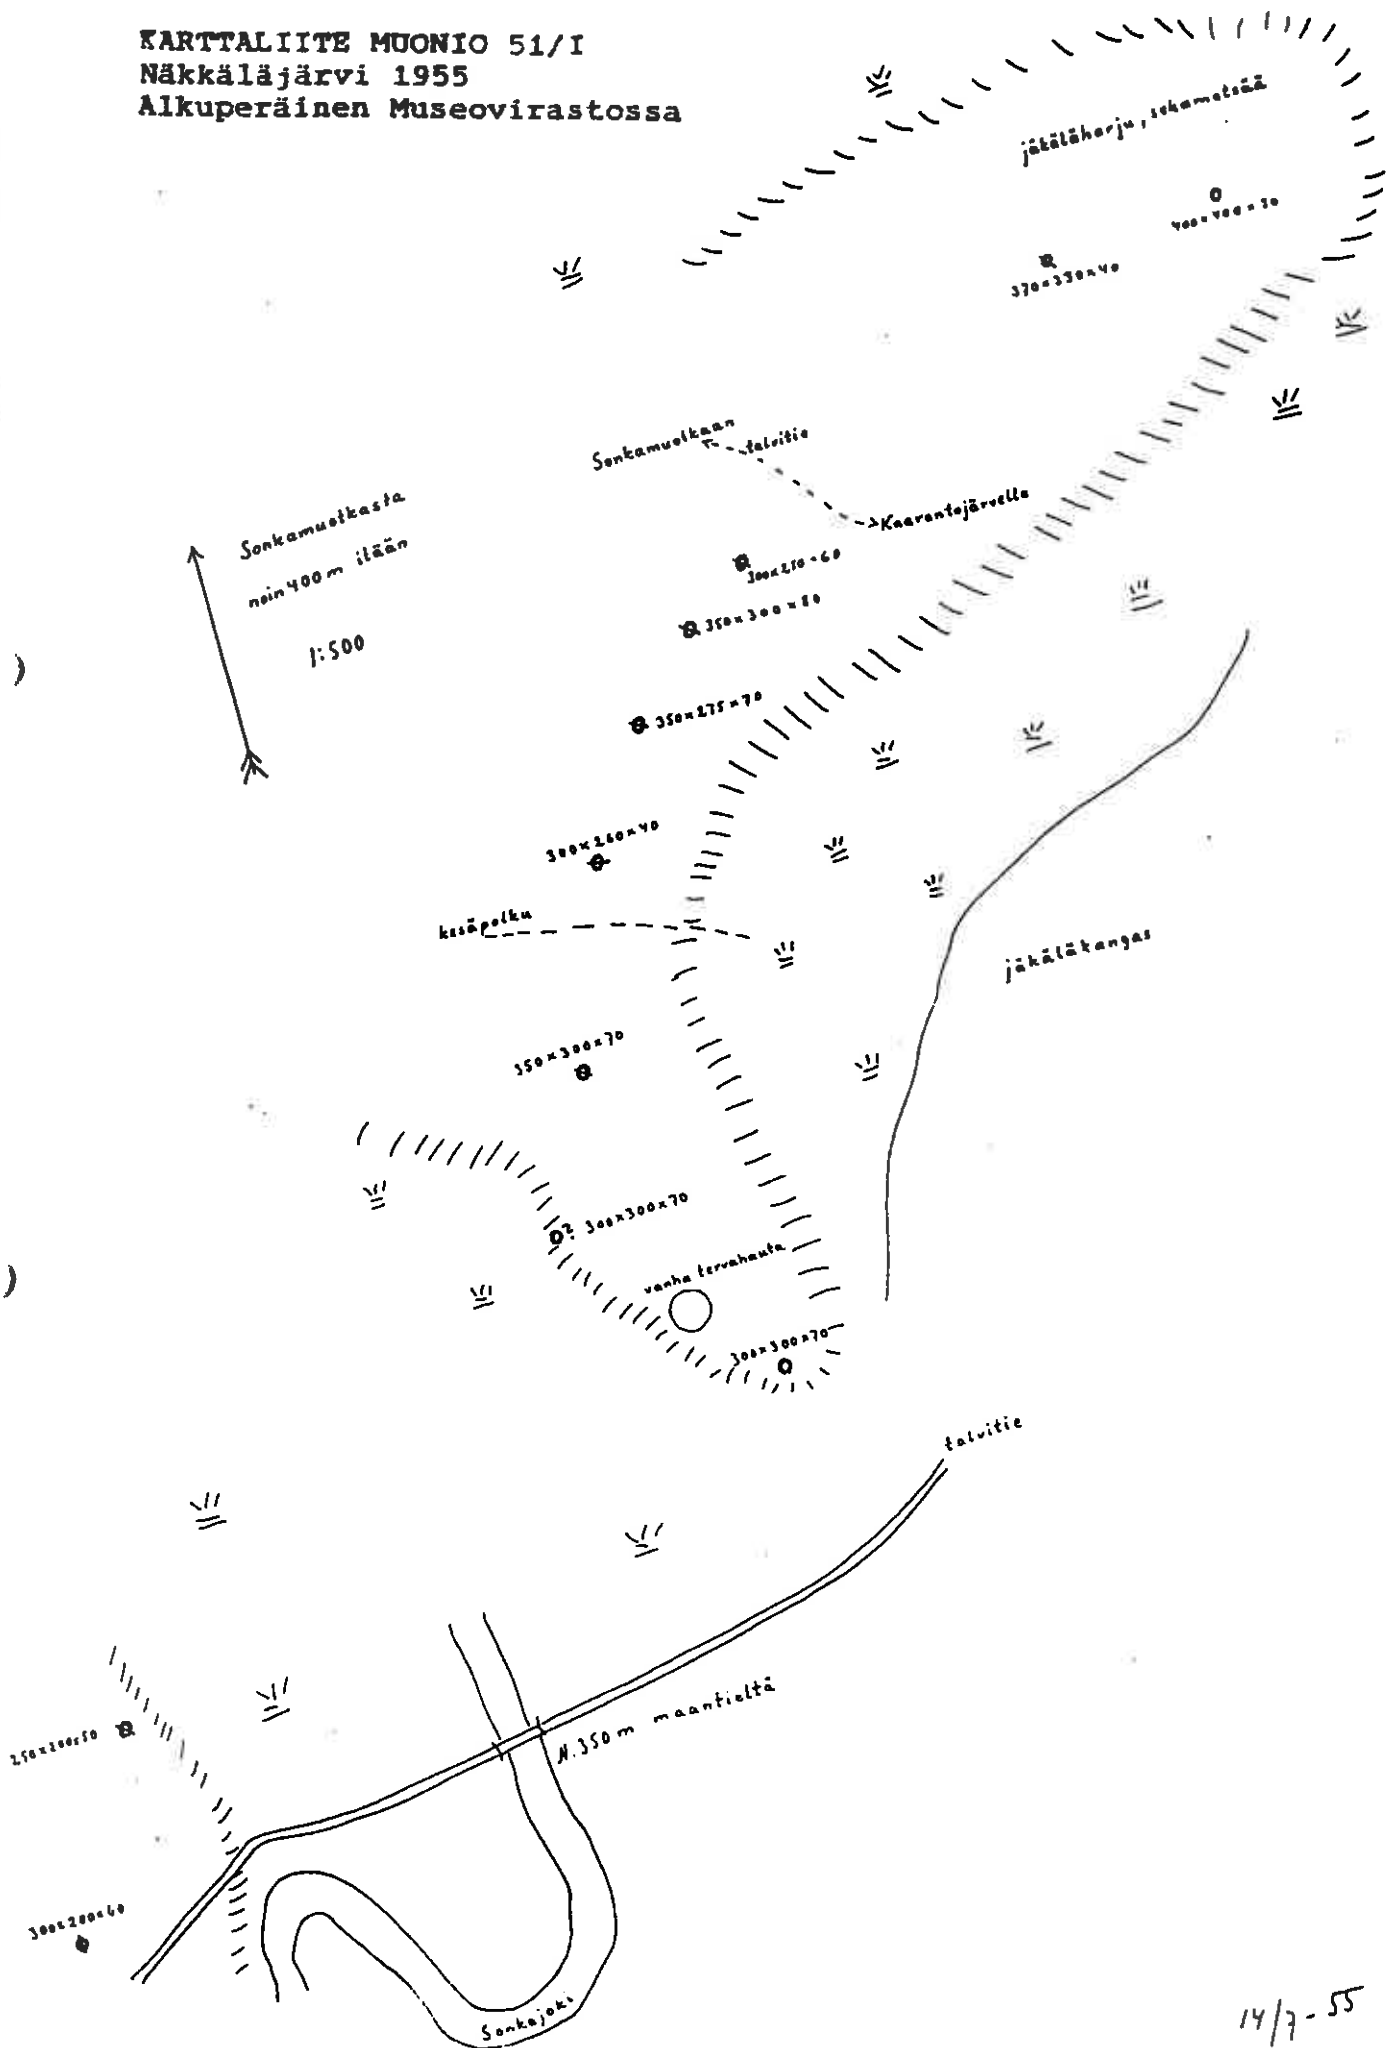 KARTTALIITE MUONIO 51/I
Näkkäläjärvi 1955
Alkuperäinen Museovirastossa
jäkäläharju, sekametsää
400×400×30
370×350×40
Sonkamuotkaan
talvitie
Kaarantojärvelle
Sonkamuotkasta
noin 400 m itään
1:500
300×250×60
350×300×80
350×275×70
300×260×40
kesäpolku
jäkäläkangas
350×300×70
? 300×300×70
vanha tervahauta
300×300×70
talvitie
N. 350 m maantieltä
250×200×50
300×200×60
Sonkajoki
14/7-55